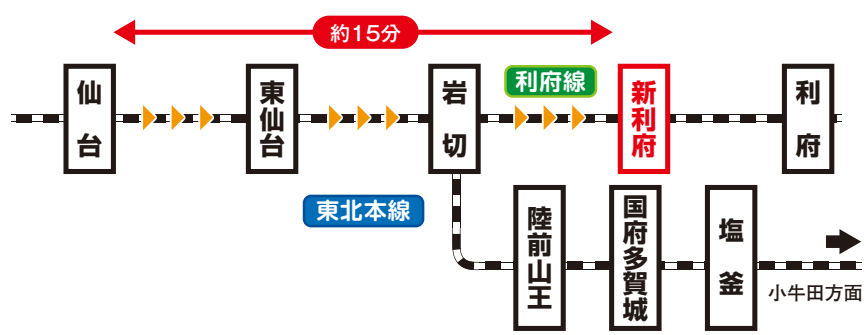 約15分
仙台
東仙台
岩切
利府線
新利府
利府
東北本線
陸前山王
国府多賀城
塩釜
小牛田方面